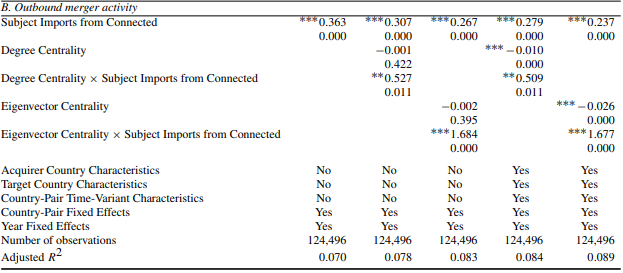 B. Outbound merger activity
Subject Imports from Connected ***0.363 ***0.307 ***0.267 ***0.279 ***0.237
0.000 0.000 0.000 0.000 0.000
Degree Centrality −0.001 ***−0.010
0.422 0.000
Degree Centrality × Subject Imports from Connected **0.527 **0.509
0.011 0.011
Eigenvector Centrality −0.002 ***−0.026
0.395 0.000
Eigenvector Centrality × Subject Imports from Connected ***1.684 ***1.677
0.000 0.000
Acquirer Country Characteristics No No No Yes Yes
Target Country Characteristics No No No Yes Yes
Country-Pair Time-Variant Characteristics No No No Yes Yes
Country-Pair Fixed Effects Yes Yes Yes Yes Yes
Year Fixed Effects Yes Yes Yes Yes Yes
Number of observations 124,496 124,496 124,496 124,496 124,496
Adjusted R² 0.070 0.078 0.083 0.084 0.089